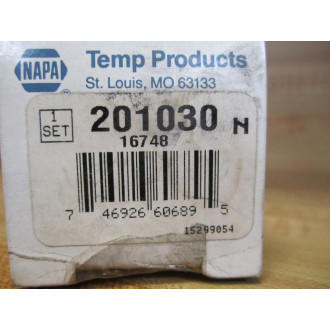 NAPA
Temp Products
St. Louis, MO 63133
1 SET
201030 N
16748
7 46926 60689 5
15299054